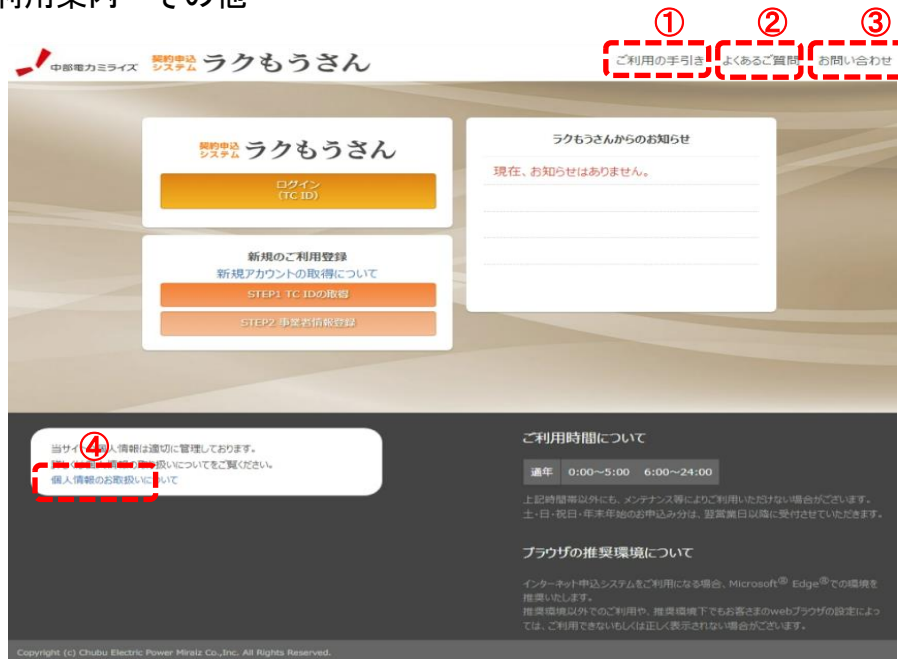 利用案内 その他
① ② ③
中部電力ミライズ 契約申込システム ラクもうさん
ご利用の手引き よくあるご質問 お問い合わせ
契約申込システム ラクもうさん
ログイン
(TC ID)
新規のご利用登録
新規アカウントの取得について
STEP1 TC IDの取得
STEP2 事業者情報登録
ラクもうさんからのお知らせ
現在、お知らせはありません。
④
当サイト 個人情報は適切に管理しております。
個人情報の 扱いについてをご覧ください。
個人情報のお取扱いについて
ご利用時間について
通年 0:00～5:00 6:00～24:00
上記時間帯以外にも、メンテナンス等によりご利用いただけない場合がございます。
土・日・祝日・年末年始のお申込み分は、翌営業日以降に受付させていただきます。
ブラウザの推奨環境について
インターネット申込システムをご利用になる場合、Microsoft® Edge®での環境を
推奨いたします。
推奨環境以外でのご利用や、推奨環境下でもお客さまのwebブラウザの設定によっ
ては、ご利用できないもしくは正しく表示されない場合がございます。
Copyright (c) Chubu Electric Power Miraiz Co.,Inc. All Rights Reserved.